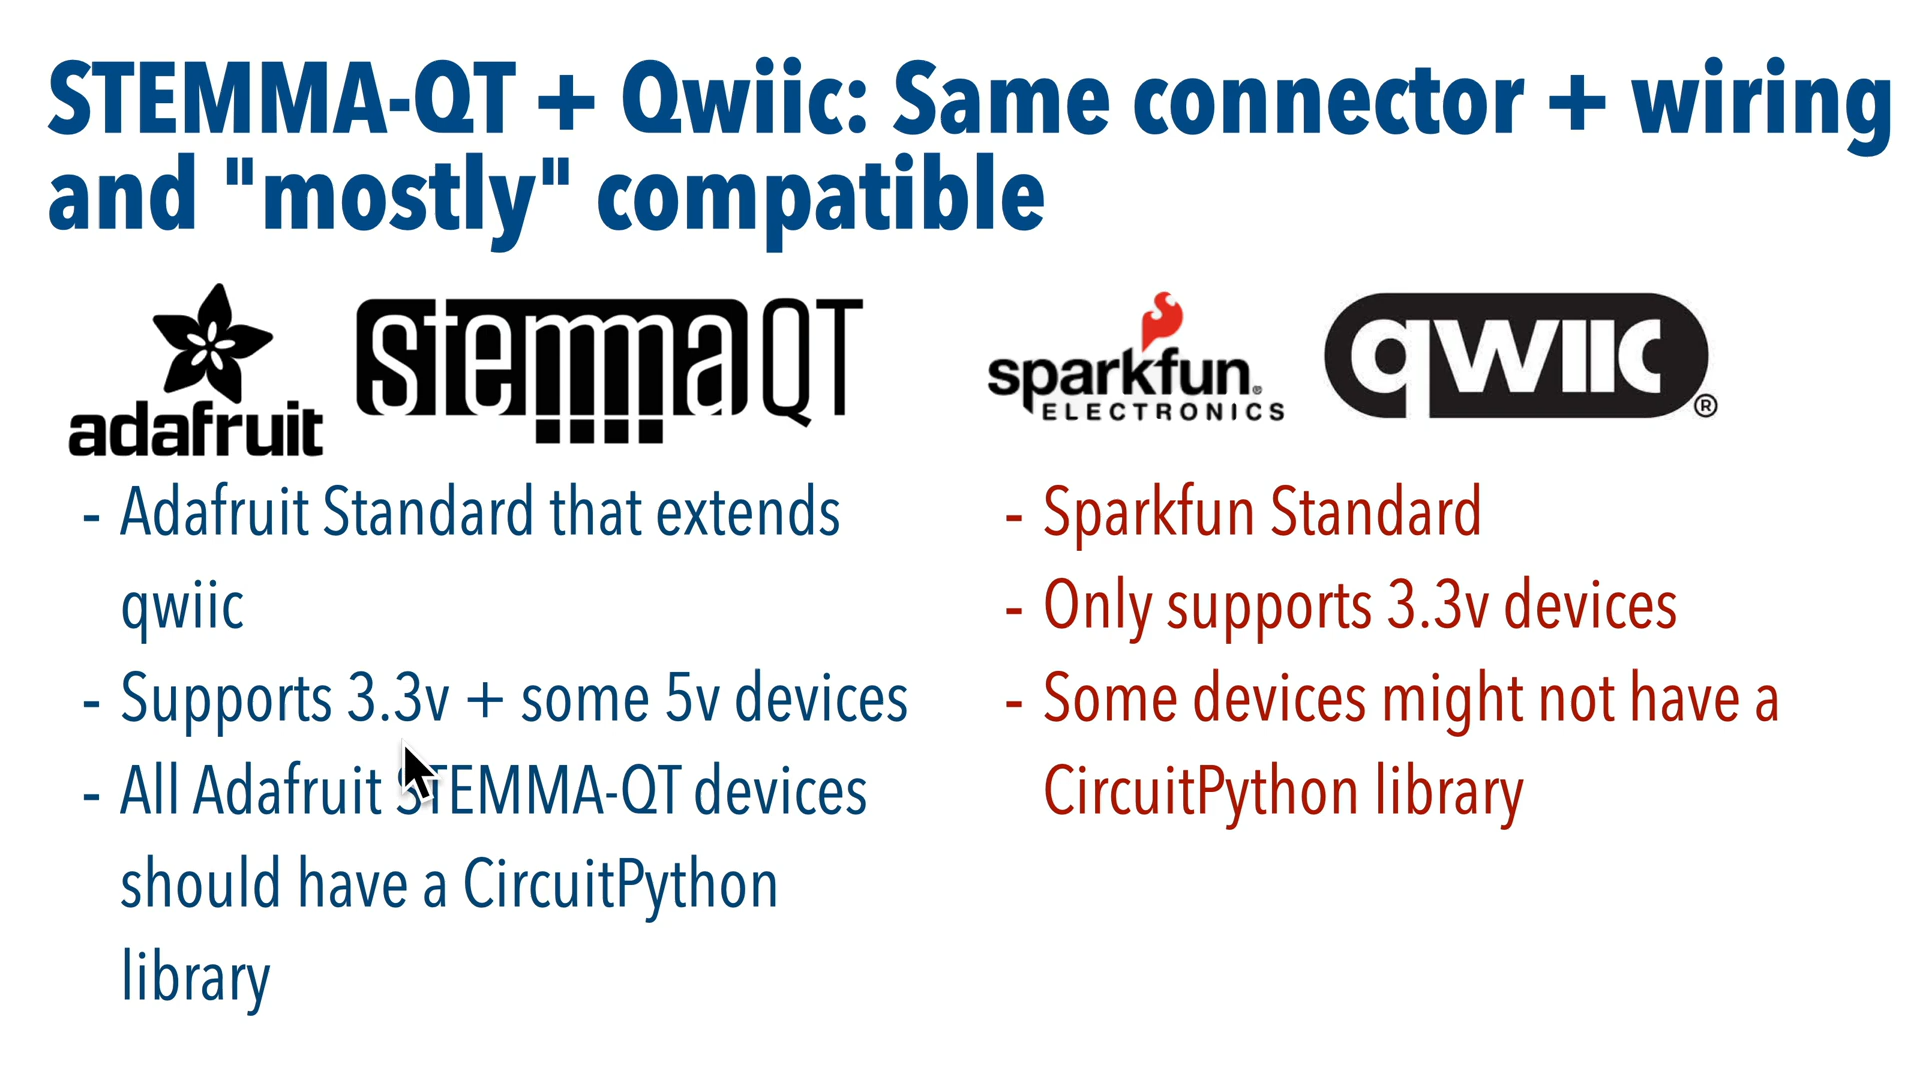 STEMMA-QT + Qwiic: Same connector + wiring
and "mostly" compatible
adafruit
stemma QT
sparkfun®
ELECTRONICS
qwiic®
- Adafruit Standard that extends
qwiic
- Supports 3.3v + some 5v devices
- All Adafruit STEMMA-QT devices
should have a CircuitPython
library
- Sparkfun Standard
- Only supports 3.3v devices
- Some devices might not have a
CircuitPython library